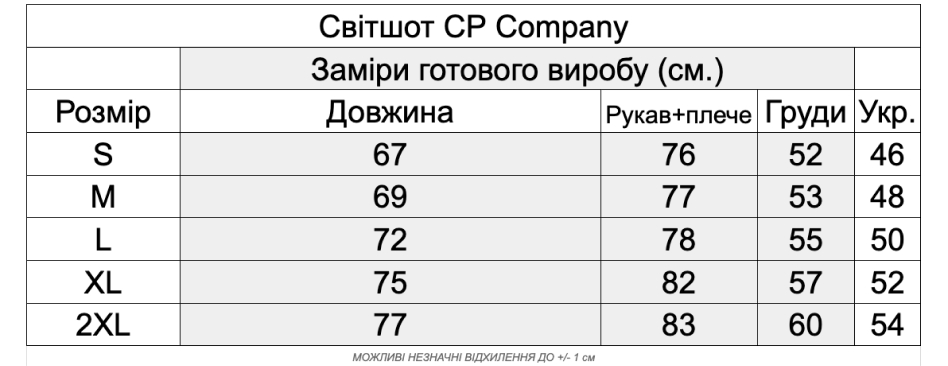 Світшот CP Company
Заміри готового виробу (см.)
Розмір Довжина Рукав+плече Груди Укр.
S 67 76 52 46
M 69 77 53 48
L 72 78 55 50
XL 75 82 57 52
2XL 77 83 60 54
МОЖЛИВІ НЕЗНАЧНІ ВІДХИЛЕННЯ ДО +/- 1 см